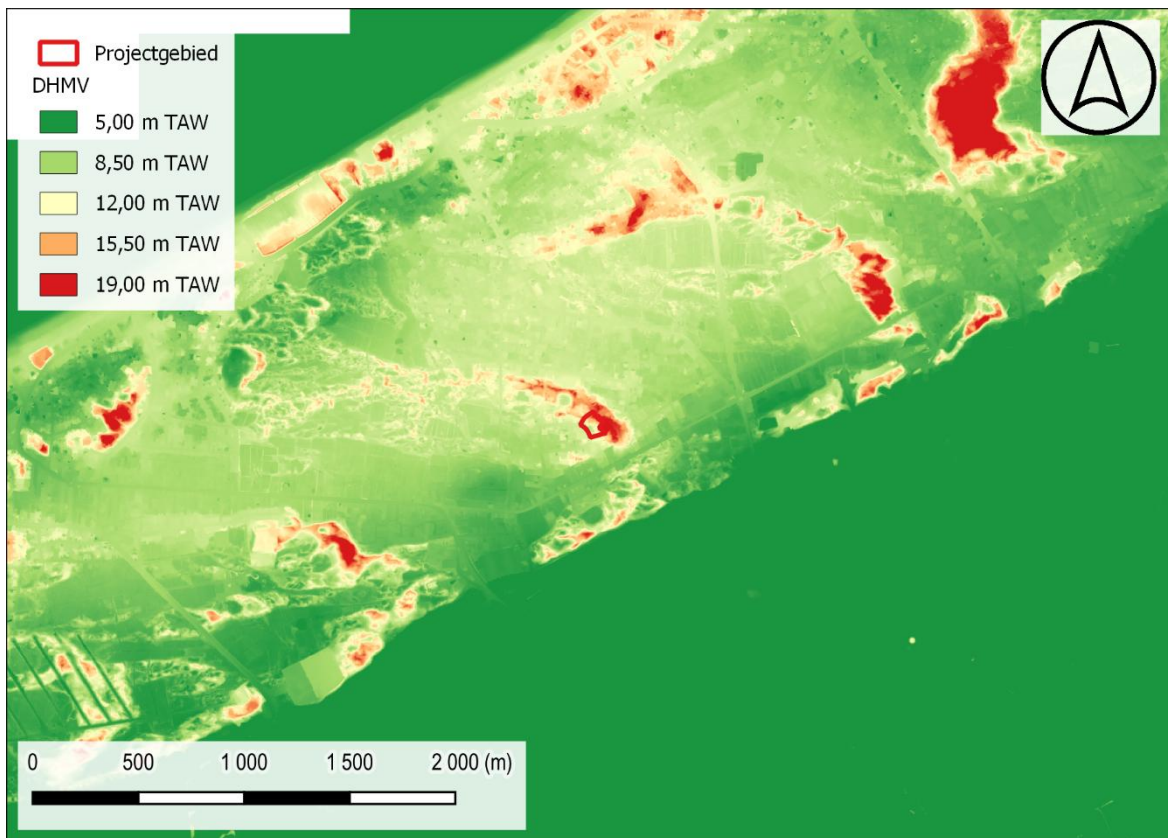 Projectgebied
DHMV
5,00 m TAW
8,50 m TAW
12,00 m TAW
15,50 m TAW
19,00 m TAW
0 500 1 000 1 500 2 000 (m)